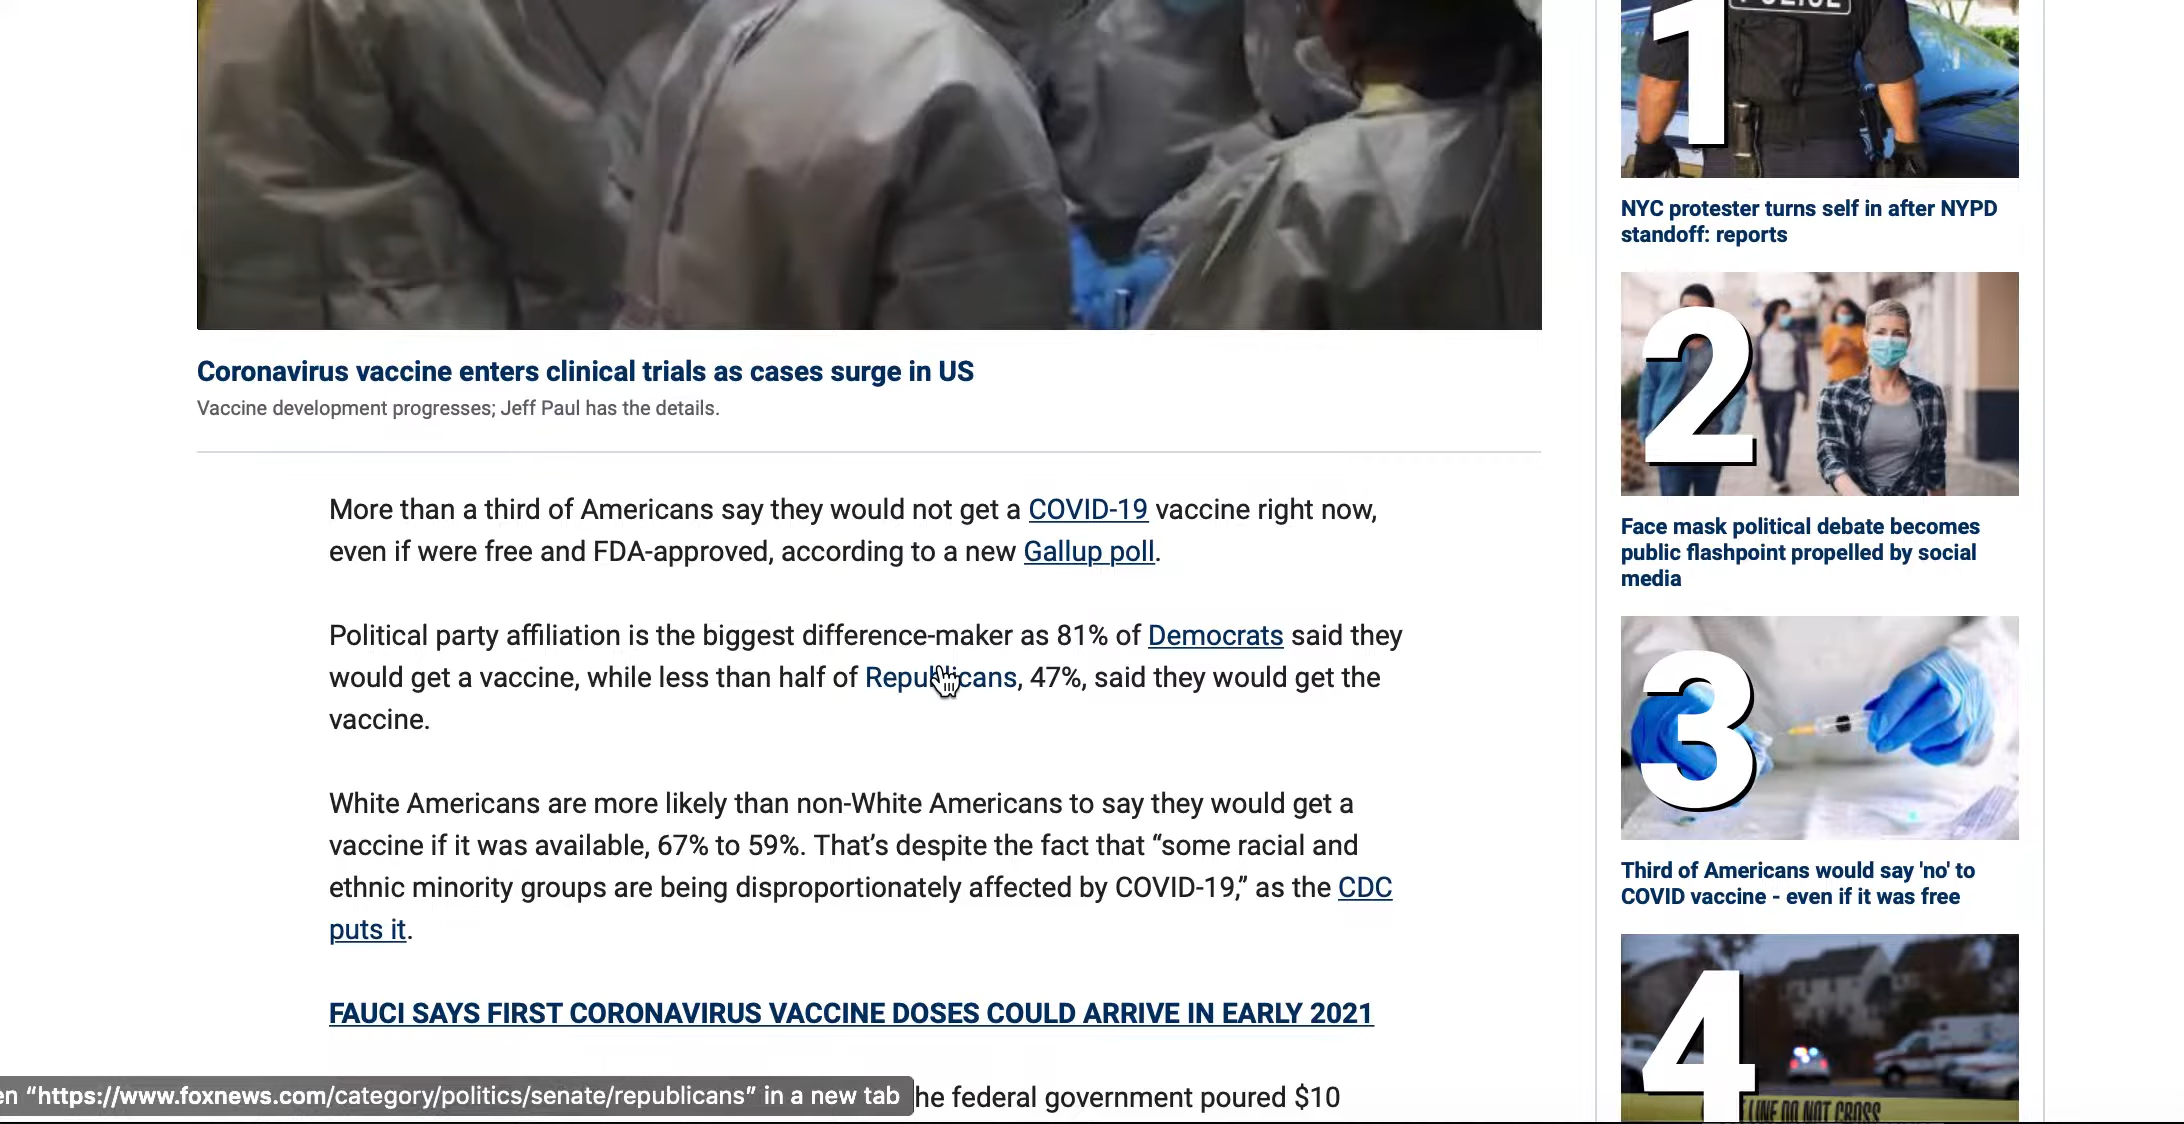 Coronavirus vaccine enters clinical trials as cases surge in US
Vaccine development progresses; Jeff Paul has the details.
More than a third of Americans say they would not get a COVID-19 vaccine right now,
even if were free and FDA-approved, according to a new Gallup poll.
Political party affiliation is the biggest difference-maker as 81% of Democrats said they
would get a vaccine, while less than half of Republicans, 47%, said they would get the
vaccine.
White Americans are more likely than non-White Americans to say they would get a
vaccine if it was available, 67% to 59%. That’s despite the fact that “some racial and
ethnic minority groups are being disproportionately affected by COVID-19,” as the CDC
puts it.
FAUCI SAYS FIRST CORONAVIRUS VACCINE DOSES COULD ARRIVE IN EARLY 2021
he federal government poured $10
en “https://www.foxnews.com/category/politics/senate/republicans” in a new tab
POLICE
1
NYC protester turns self in after NYPD
standoff: reports
2
Face mask political debate becomes
public flashpoint propelled by social
media
3
Third of Americans would say 'no' to
COVID vaccine - even if it was free
4
LINE DO NOT CROSS